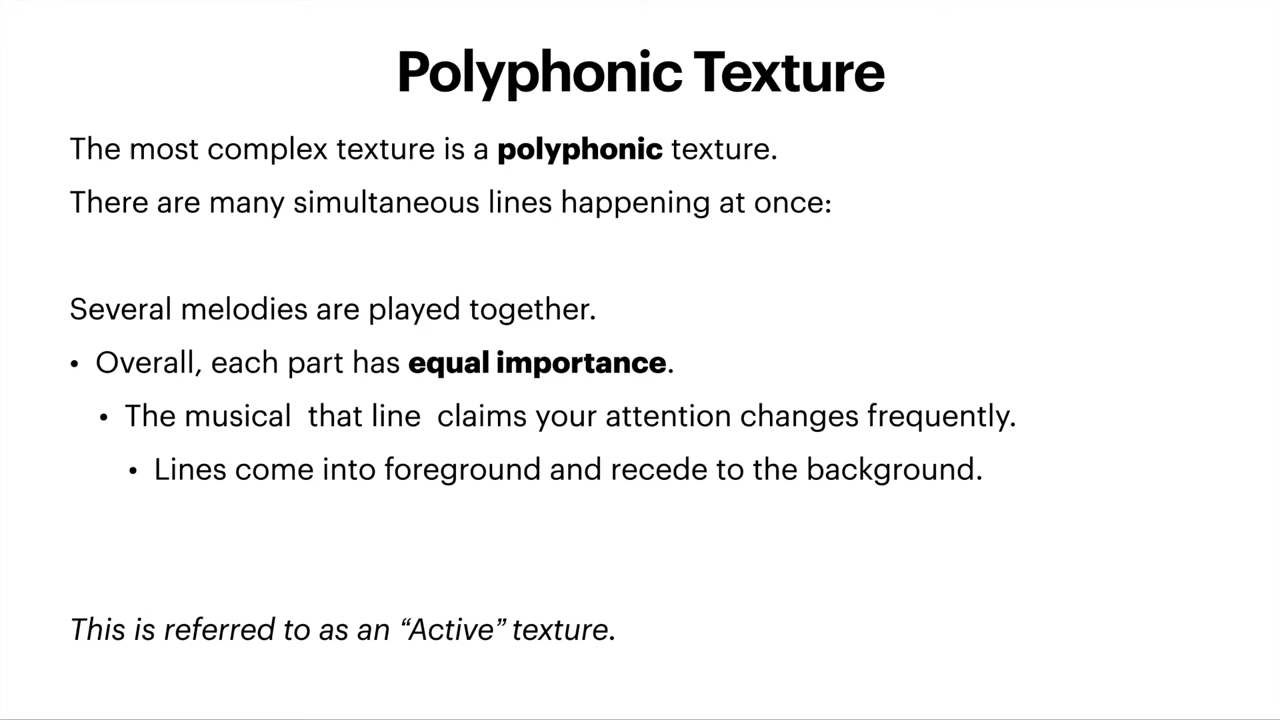 Polyphonic Texture
The most complex texture is a polyphonic texture.
There are many simultaneous lines happening at once:
Several melodies are played together.
• Overall, each part has equal importance.
• The musical  that line  claims your attention changes frequently.
• Lines come into foreground and recede to the background.
This is referred to as an “Active” texture.